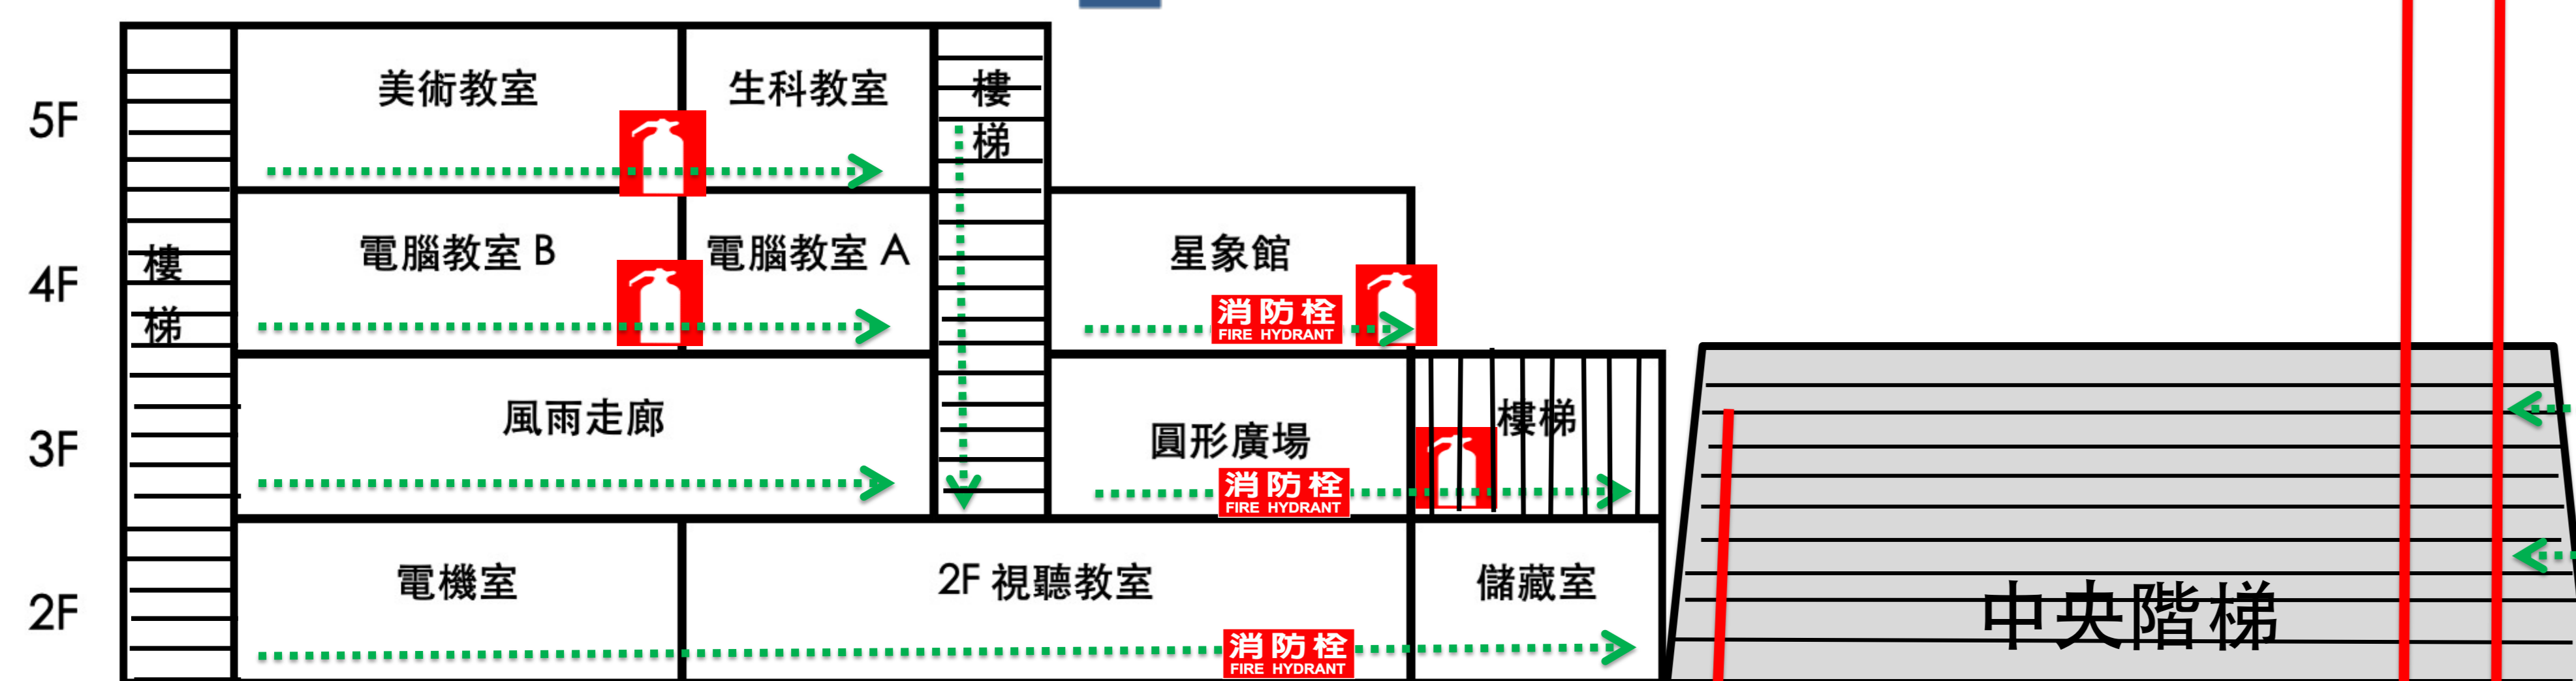 5F
美術教室
生科教室
樓
梯
4F
樓
梯
電腦教室 B
電腦教室 A
星象館
消防栓
FIRE HYDRANT
3F
風雨走廊
圓形廣場
消防栓
FIRE HYDRANT
樓梯
2F
電機室
2F 視聽教室
消防栓
FIRE HYDRANT
儲藏室
中央階梯